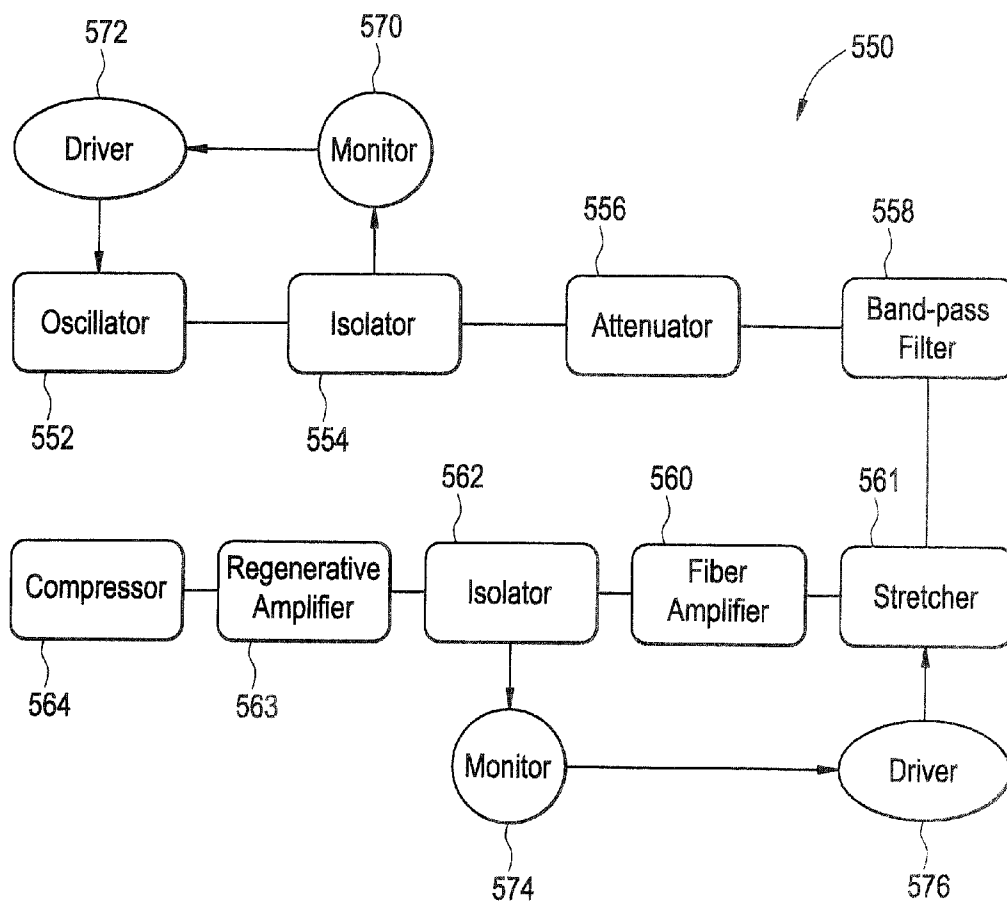 572
570
550
Driver
Monitor
556
558
Oscillator
Isolator
Attenuator
Band-pass
Filter
552
554
562
560
561
Compressor
Regenerative
Amplifier
Isolator
Fiber
Amplifier
Stretcher
564
563
Monitor
Driver
574
576